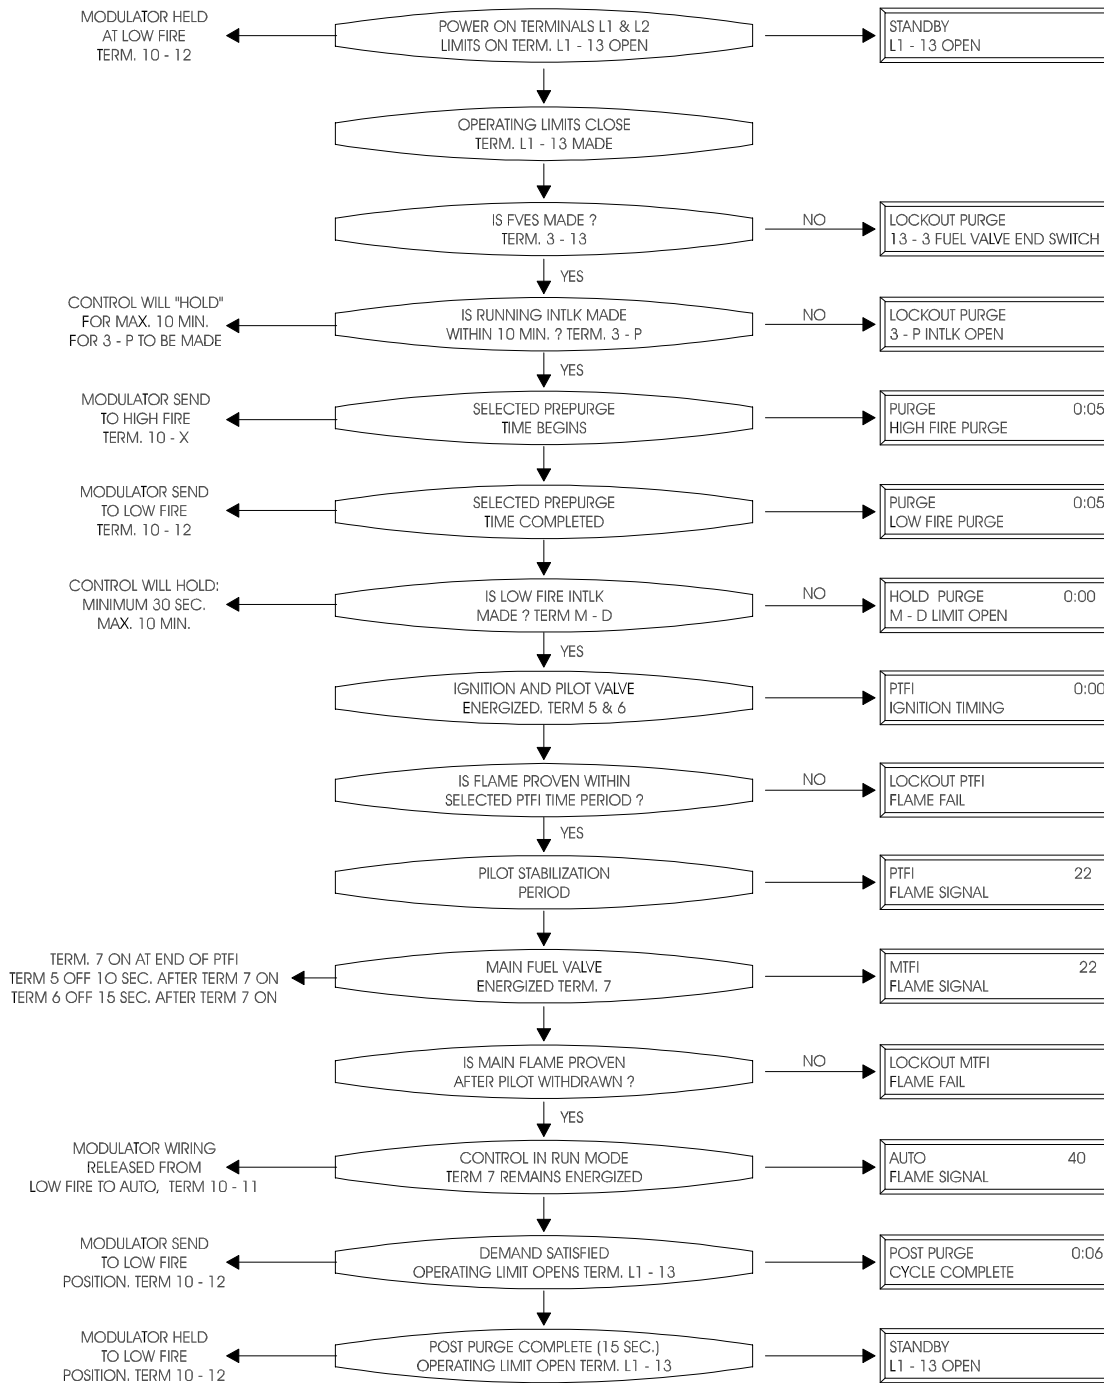 MODULATOR HELD
AT LOW FIRE
TERM. 10 - 12
POWER ON TERMINALS L1 & L2
LIMITS ON TERM. L1 - 13 OPEN
STANDBY
L1 - 13 OPEN
OPERATING LIMITS CLOSE
TERM. L1 - 13 MADE
IS FVES MADE ?
TERM. 3 - 13
NO
LOCKOUT PURGE
13 - 3 FUEL VALVE END SWITCH
YES
CONTROL WILL "HOLD"
FOR MAX. 10 MIN.
FOR 3 - P TO BE MADE
IS RUNNING INTLK MADE
WITHIN 10 MIN. ? TERM. 3 - P
NO
LOCKOUT PURGE
3 - P INTLK OPEN
YES
MODULATOR SEND
TO HIGH FIRE
TERM. 10 - X
SELECTED PREPURGE
TIME BEGINS
PURGE 0:05
HIGH FIRE PURGE
MODULATOR SEND
TO LOW FIRE
TERM. 10 - 12
SELECTED PREPURGE
TIME COMPLETED
PURGE 0:05
LOW FIRE PURGE
CONTROL WILL HOLD:
MINIMUM 30 SEC.
MAX. 10 MIN.
IS LOW FIRE INTLK
MADE ? TERM M - D
NO
HOLD PURGE 0:00
M - D LIMIT OPEN
YES
IGNITION AND PILOT VALVE
ENERGIZED. TERM 5 & 6
PTFI 0:00
IGNITION TIMING
IS FLAME PROVEN WITHIN
SELECTED PTFI TIME PERIOD ?
NO
LOCKOUT PTFI
FLAME FAIL
YES
PILOT STABILIZATION
PERIOD
PTFI 22
FLAME SIGNAL
TERM. 7 ON AT END OF PTFI
TERM 5 OFF 1O SEC. AFTER TERM 7 ON
TERM 6 OFF 15 SEC. AFTER TERM 7 ON
MAIN FUEL VALVE
ENERGIZED TERM. 7
MTFI 22
FLAME SIGNAL
IS MAIN FLAME PROVEN
AFTER PILOT WITHDRAWN ?
NO
LOCKOUT MTFI
FLAME FAIL
YES
MODULATOR WIRING
RELEASED FROM
LOW FIRE TO AUTO, TERM 10 - 11
CONTROL IN RUN MODE
TERM 7 REMAINS ENERGIZED
AUTO 40
FLAME SIGNAL
MODULATOR SEND
TO LOW FIRE
POSITION. TERM 10 - 12
DEMAND SATISFIED
OPERATING LIMIT OPENS TERM. L1 - 13
POST PURGE 0:06
CYCLE COMPLETE
MODULATOR HELD
TO LOW FIRE
POSITION. TERM 10 - 12
POST PURGE COMPLETE (15 SEC.)
OPERATING LIMIT OPEN TERM. L1 - 13
STANDBY
L1 - 13 OPEN